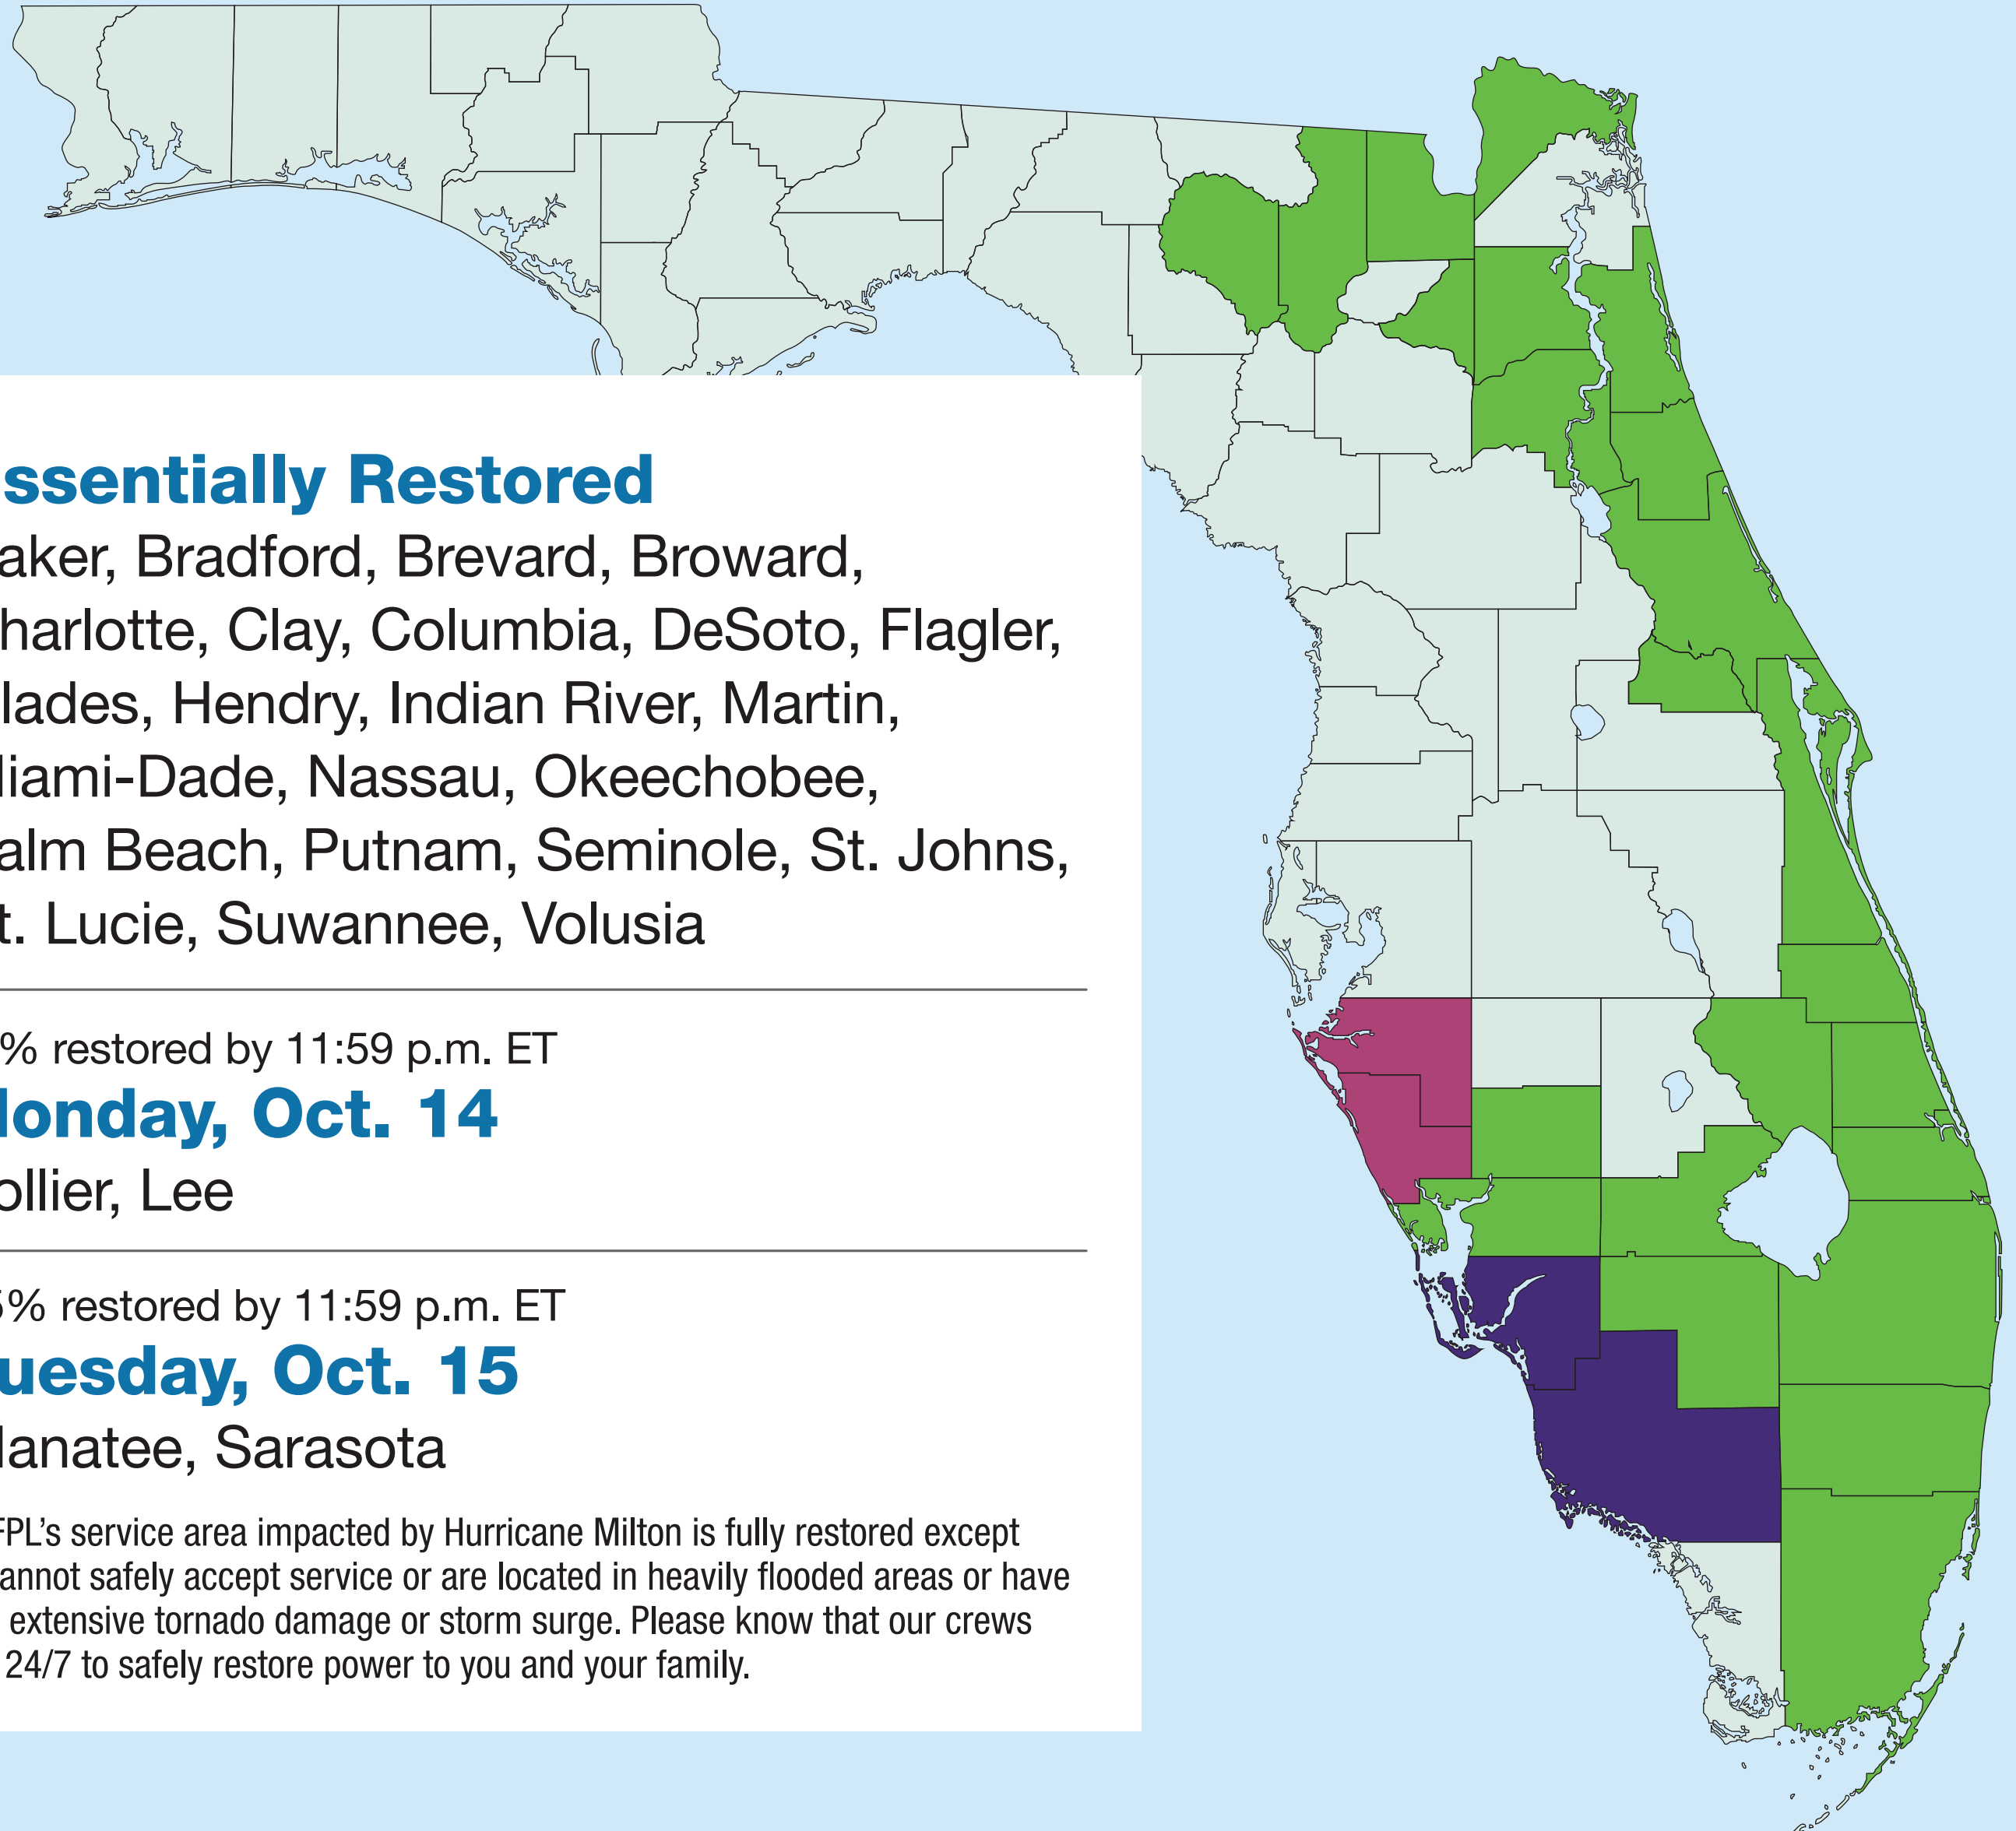 ssentially Restored
aker, Bradford, Brevard, Broward,
harlotte, Clay, Columbia, DeSoto, Flagler,
lades, Hendry, Indian River, Martin,
liami-Dade, Nassau, Okeechobee,
alm Beach, Putnam, Seminole, St. Johns,
t. Lucie, Suwannee, Volusia
% restored by 11:59 p.m. ET
londay, Oct. 14
ollier, Lee
5% restored by 11:59 p.m. ET
uesday, Oct. 15
lanatee, Sarasota
FPL's service area impacted by Hurricane Milton is fully restored except
annot safely accept service or are located in heavily flooded areas or have
extensive tornado damage or storm surge. Please know that our crews
24/7 to safely restore power to you and your family.